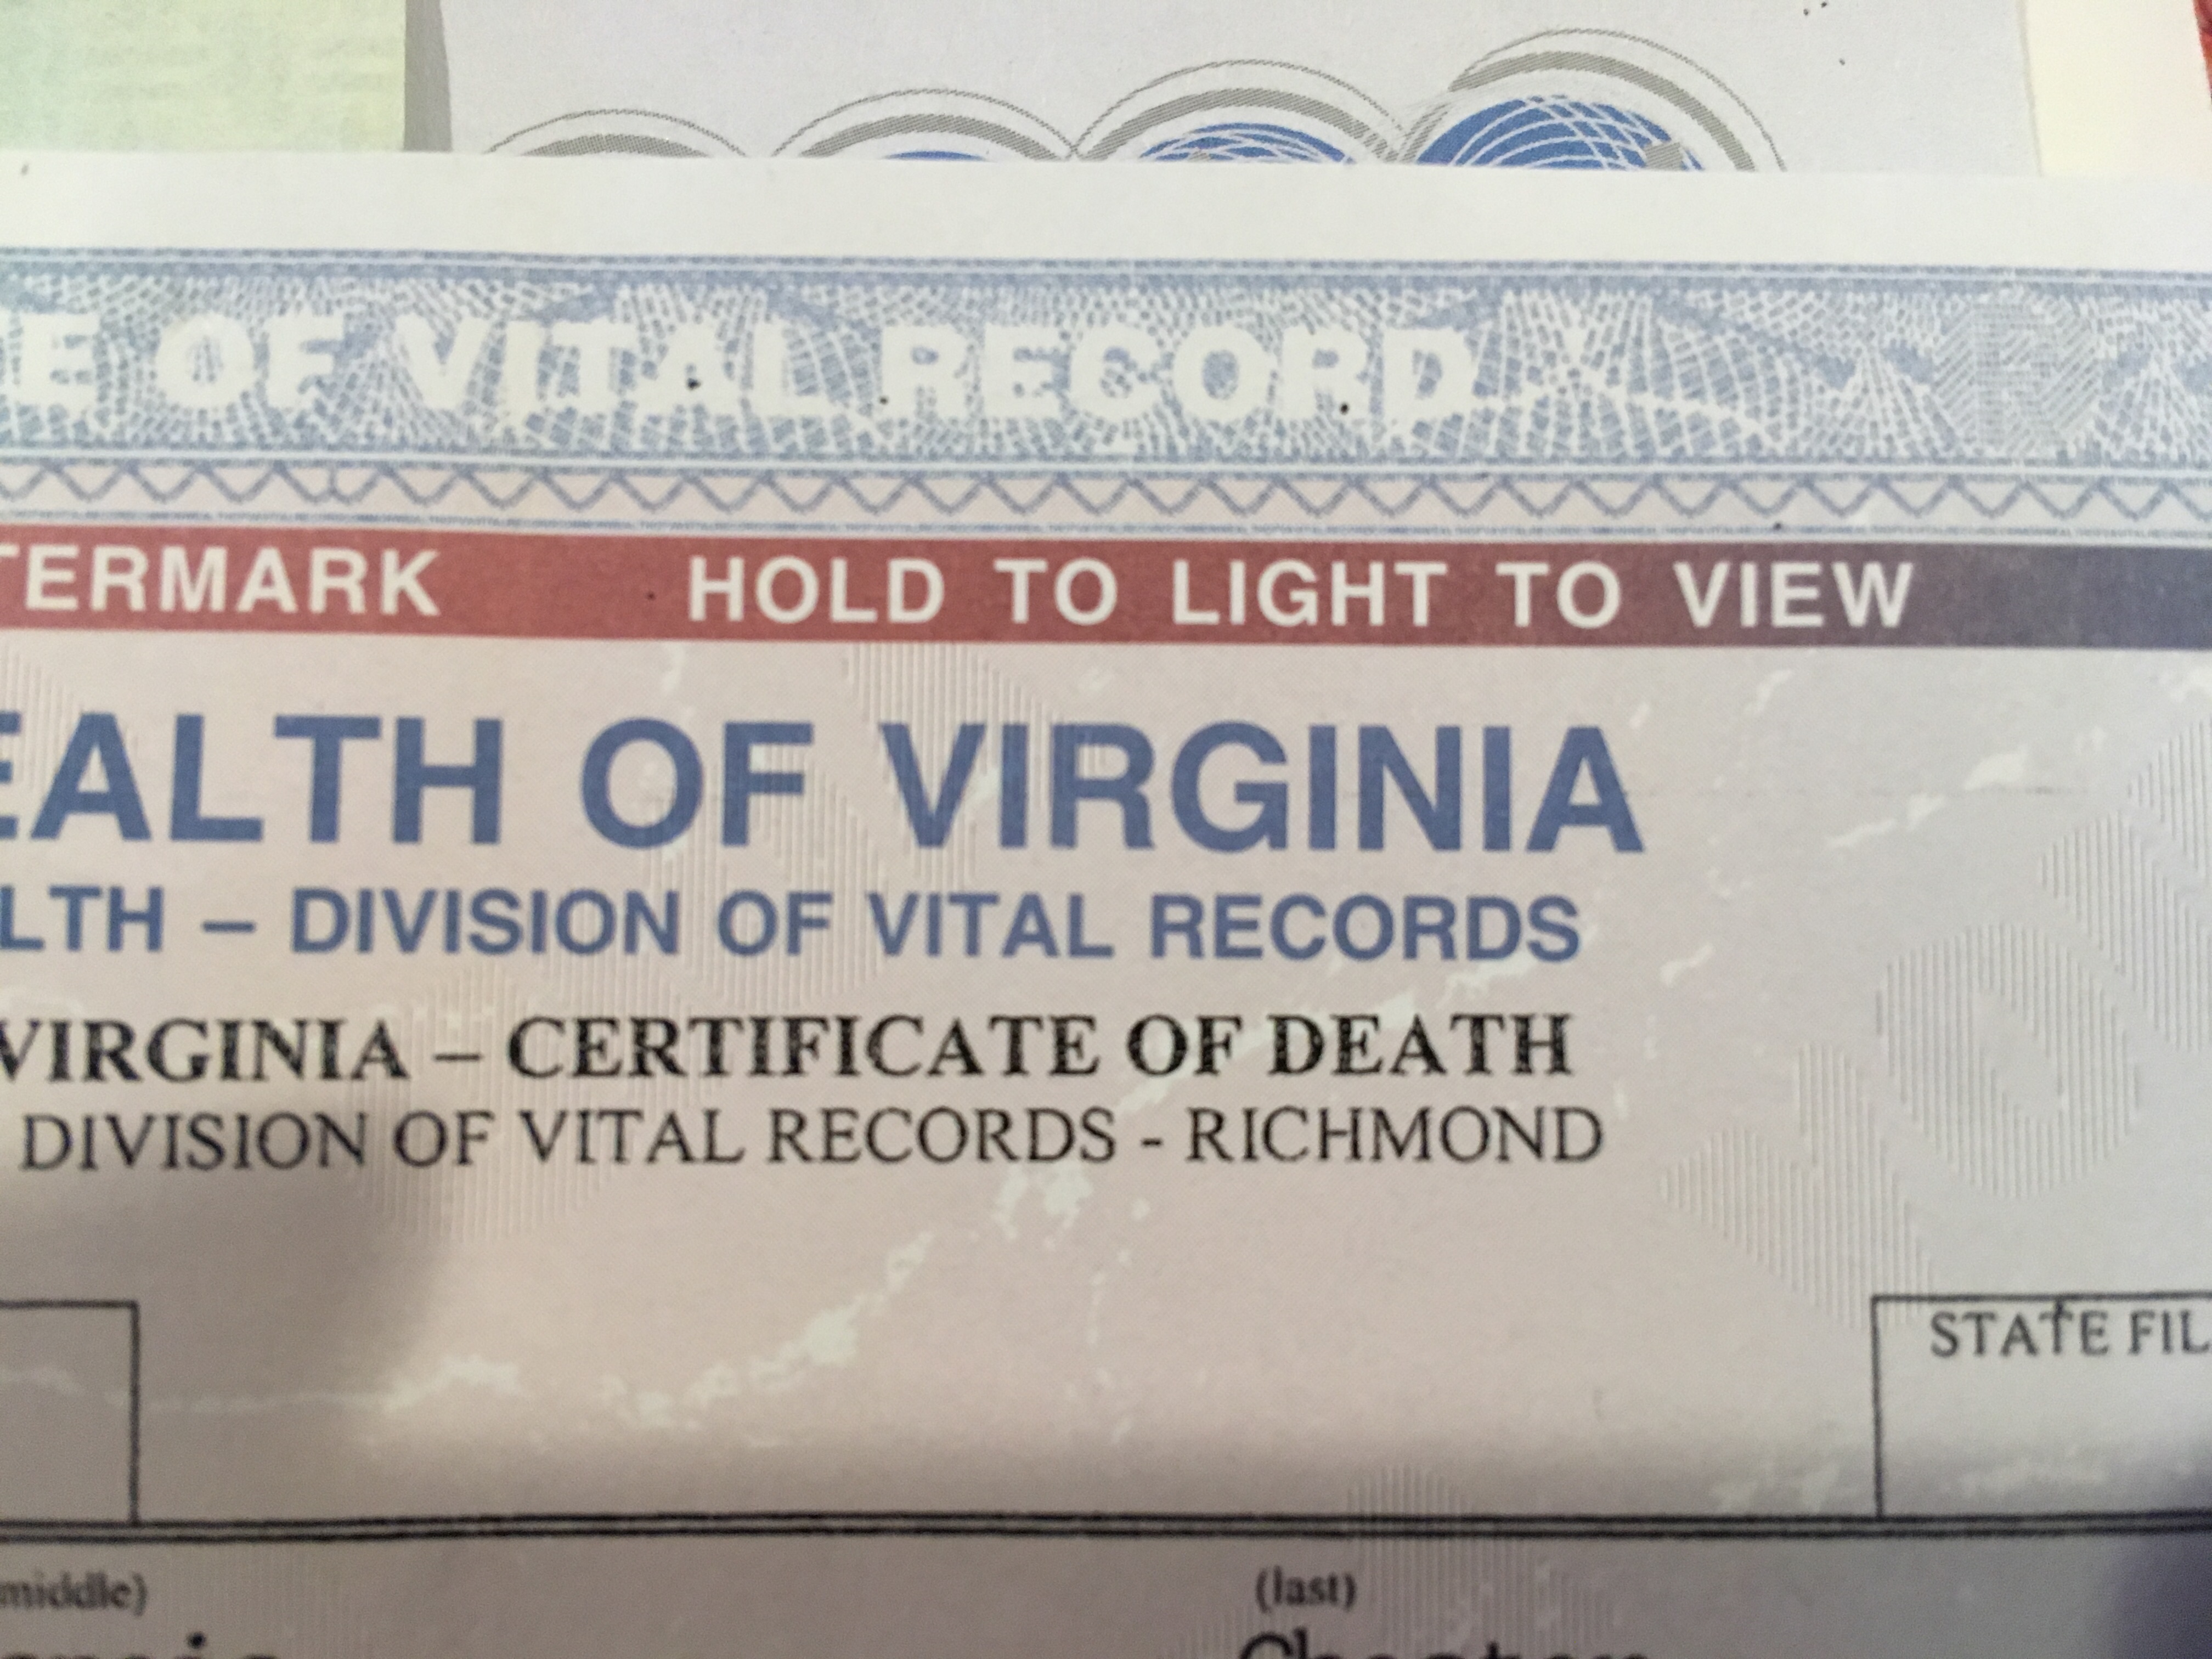 E OF VITAL RECORD
TERMARK HOLD TO LIGHT TO VIEW
EALTH OF VIRGINIA
LTH – DIVISION OF VITAL RECORDS
VIRGINIA – CERTIFICATE OF DEATH
DIVISION OF VITAL RECORDS - RICHMOND
STATE FIL
middle) (last)